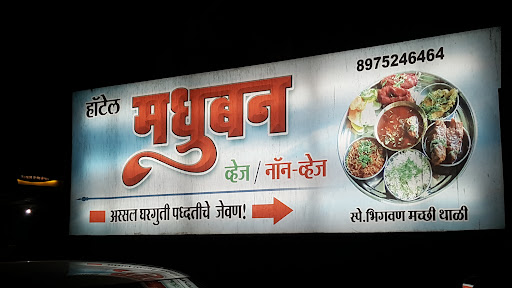 8975246464
हॉटेल
मधुबन
व्हेज / नॉन-व्हेज
अस्सल घरगुती पध्दतीचे जेवण!
स्पे.भिगवण मच्छी थाळी